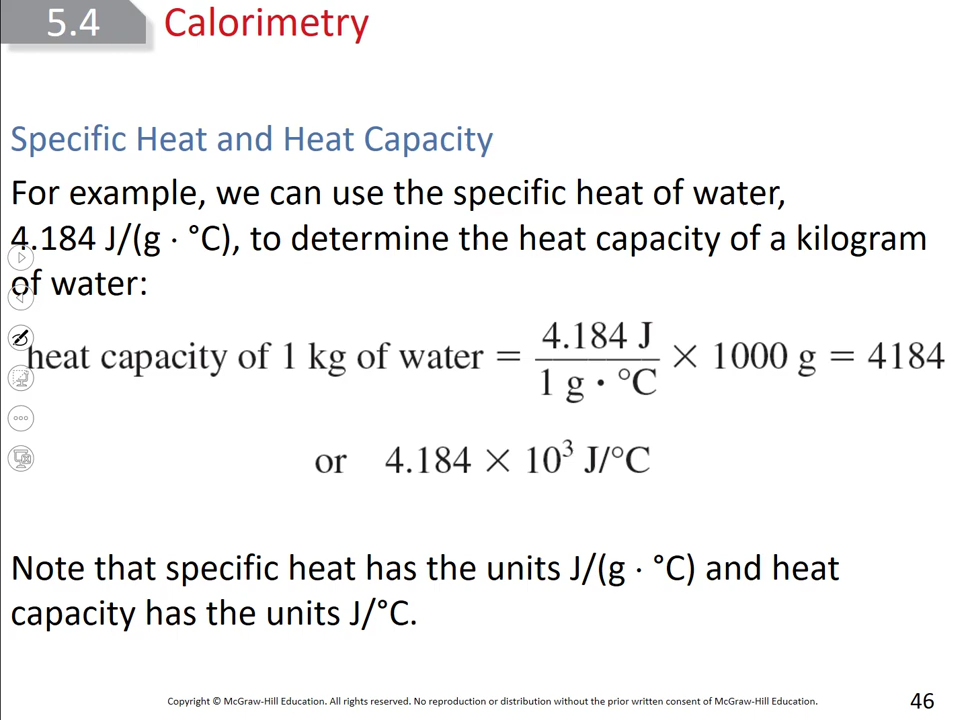 5.4 Calorimetry
Specific Heat and Heat Capacity
For example, we can use the specific heat of water,
4.184 J/(g · °C), to determine the heat capacity of a kilogram
of water:
heat capacity of 1 kg of water = 4.184 J / 1 g · °C × 1000 g = 4184
or 4.184 × 10³ J/°C
Note that specific heat has the units J/(g · °C) and heat
capacity has the units J/°C.
Copyright © McGraw-Hill Education. All rights reserved. No reproduction or distribution without the prior written consent of McGraw-Hill Education.
46